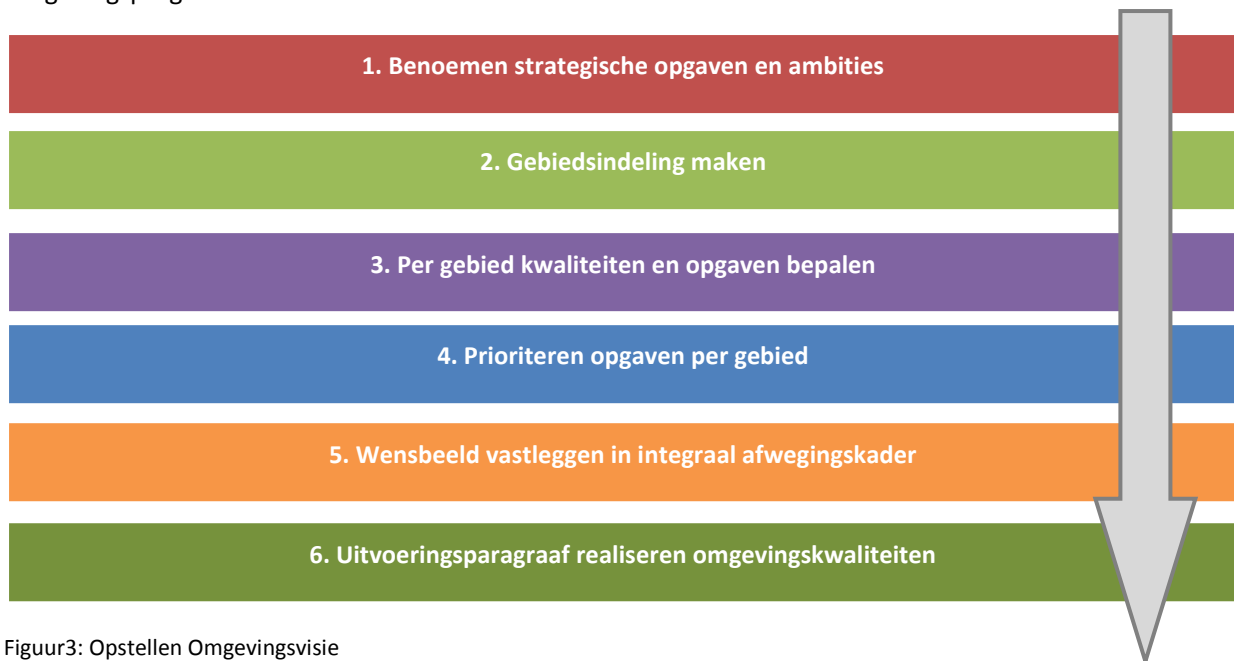 1. Benoemen strategische opgaven en ambities
2. Gebiedsindeling maken
3. Per gebied kwaliteiten en opgaven bepalen
4. Prioriteren opgaven per gebied
5. Wensbeeld vastleggen in integraal afwegingskader
6. Uitvoeringsparagraaf realiseren omgevingskwaliteiten
Figuur3: Opstellen Omgevingsvisie